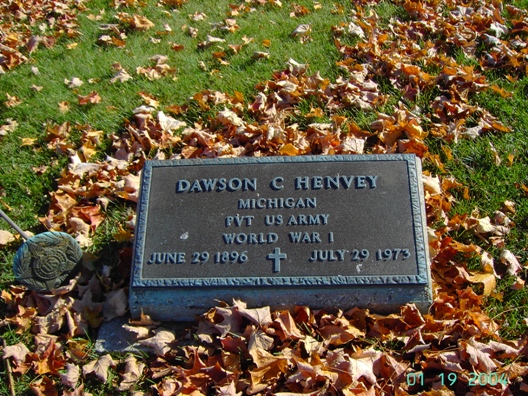 DAWSON C HENVEY
MICHIGAN
PVT US ARMY
WORLD WAR I
JUNE 29 1896 JULY 29 1973
01 19 2004